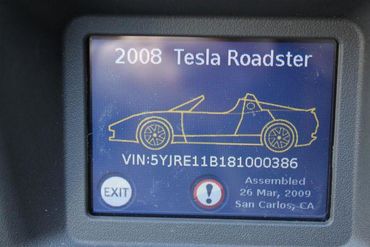 2008 Tesla Roadster
VIN:5YJRE11B181000386
EXIT
!
Assembled
26 Mar, 2009
San Carlos, CA